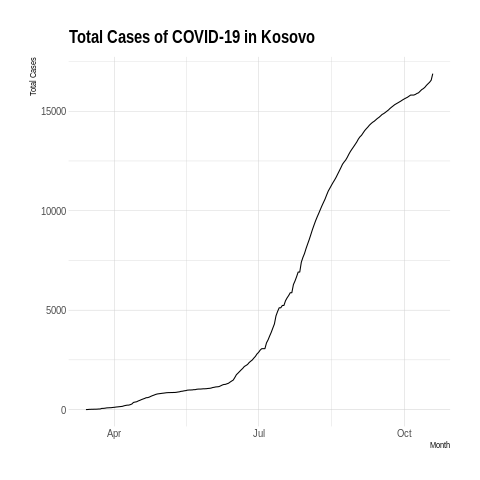 Total Cases of COVID-19 in Kosovo
Total Cases
15000
10000
5000
0
Apr Jul Oct
Month